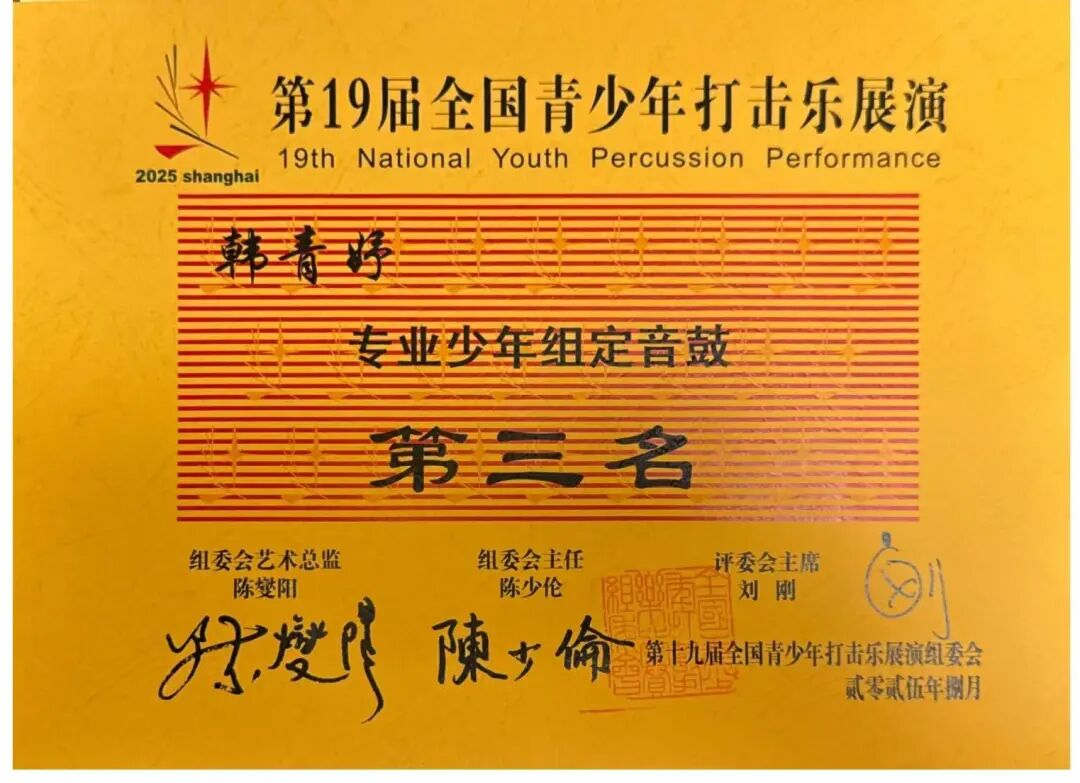 第19届全国青少年打击乐展演
19th National Youth Percussion Performance
2025 shanghai
韩青妤
专业少年组定音鼓
第三名
组委会艺术总监
陈燮阳
组委会主任
陈少伦
评委会主席
刘刚
陈燮阳
陳少倫
第十九届全国青少年打击乐展演组委会
贰零贰伍年捌月